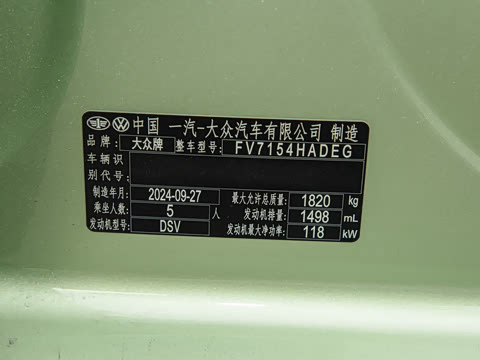 中国 一汽-大众汽车有限公司 制造
品牌: 大众牌 整车型号: FV7154HADEG
车辆识
别代号:
制造年月: 2024-09-27 最大允许总质量: 1820 kg
乘坐人数: 5 人 发动机排量: 1498 mL
发动机型号: DSV 发动机最大净功率: 118 kW